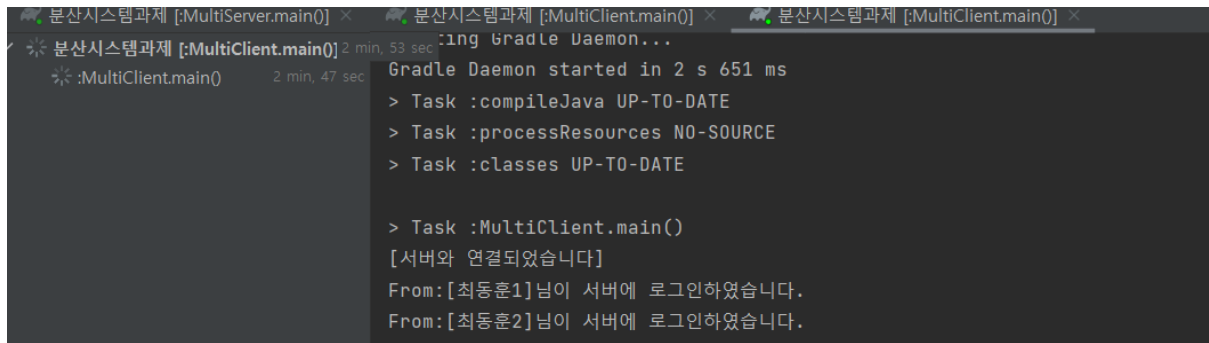 분산시스템과제 [:MultiServer.main()] × 분산시스템과제 [:MultiClient.main()] × 분산시스템과제 [:MultiClient.main()] ×
분산시스템과제 [:MultiClient.main()] 2 min, 53 sec
:MultiClient.main() 2 min, 47 sec
ing Gradle Daemon...
Gradle Daemon started in 2 s 651 ms
> Task :compileJava UP-TO-DATE
> Task :processResources NO-SOURCE
> Task :classes UP-TO-DATE
> Task :MultiClient.main()
[서버와 연결되었습니다]
From:[최동훈1]님이 서버에 로그인하였습니다.
From:[최동훈2]님이 서버에 로그인하였습니다.